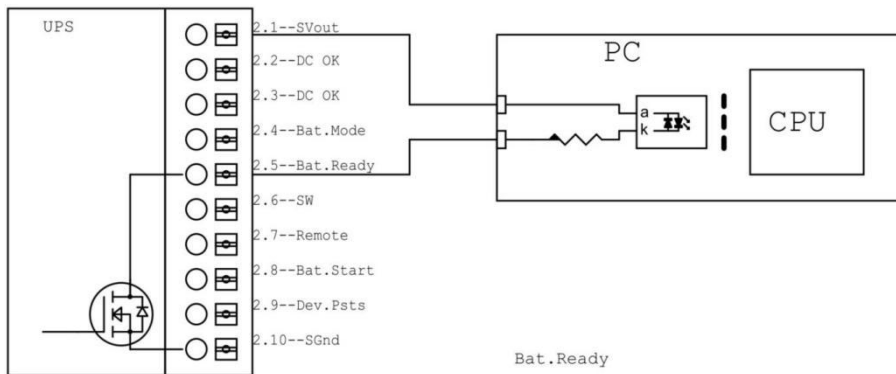 UPS
2.1--SVout
2.2--DC OK
2.3--DC OK
2.4--Bat.Mode
2.5--Bat.Ready
2.6--SW
2.7--Remote
2.8--Bat.Start
2.9--Dev.Psts
2.10--SGnd
PC
a
k
CPU
Bat.Ready